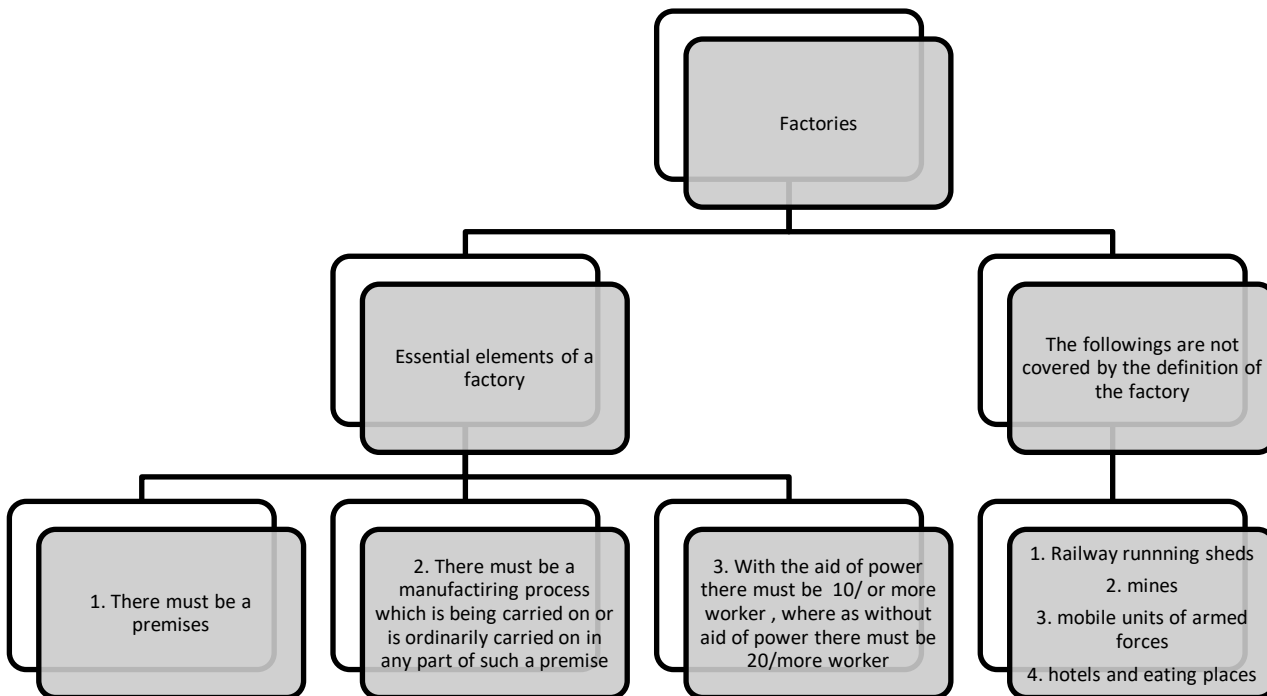 Factories
Essential elements of a
factory
The followings are not
covered by the definition of
the factory
1. There must be a
premises
2. There must be a
manufactiring process
which is being carried on or
is ordinarily carried on in
any part of such a premise
3. With the aid of power
there must be 10/ or more
worker , where as without
aid of power there must be
20/more worker
1. Railway runnning sheds
2. mines
3. mobile units of armed
forces
4. hotels and eating places